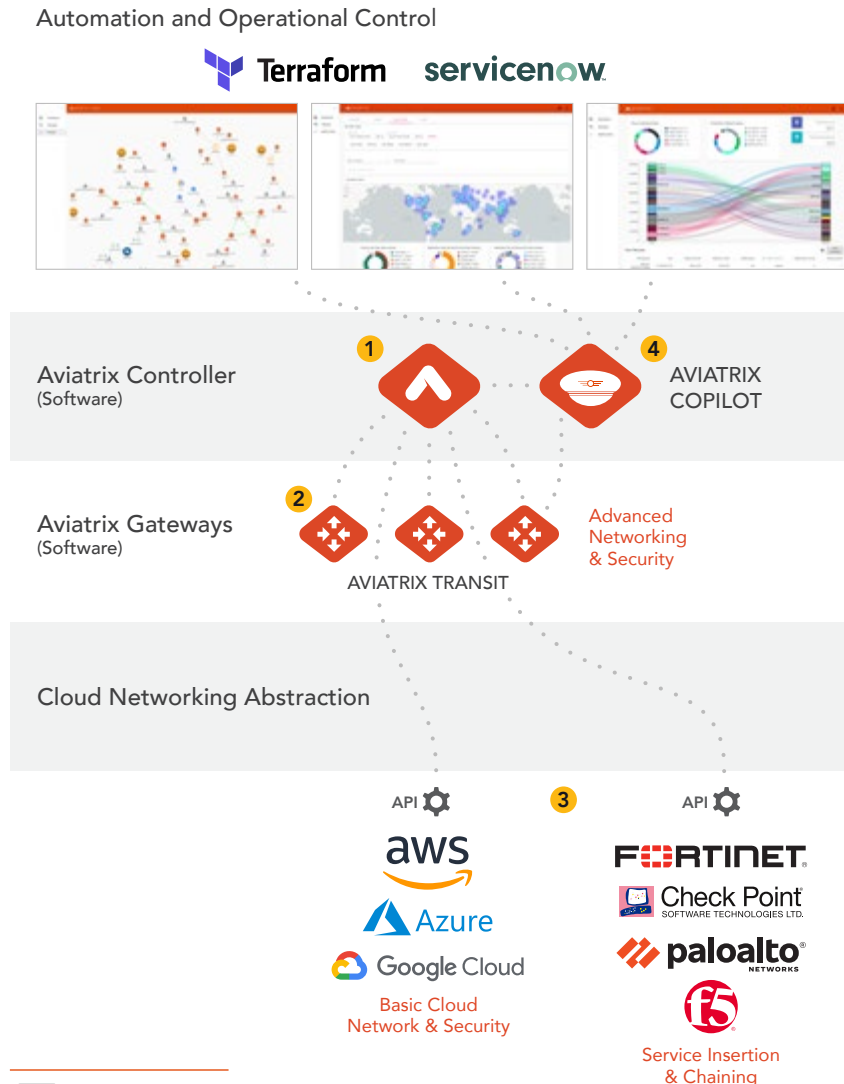 Automation and Operational Control
Terraform
servicenow
1
4
Aviatrix Controller
(Software)
AVIATRIX
COPILOT
2
Aviatrix Gateways
(Software)
Advanced
Networking
& Security
AVIATRIX TRANSIT
Cloud Networking Abstraction
API
3
API
aws
Azure
Google Cloud
Basic Cloud
Network & Security
FORTINET®
Check Point®
SOFTWARE TECHNOLOGIES LTD.
paloalto®
NETWORKS
f5
Service Insertion
& Chaining